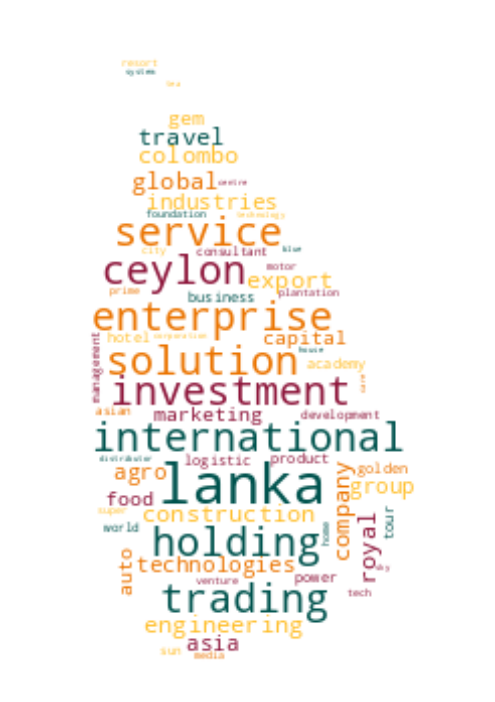 resort
system
tea
gem
travel
colombo
global centre
industries
foundation technology
service
city consultant blue
ceylon motor
export
prime business plantation
enterprise
hotel corporation capital
management
solution house
academy
investment care
asian marketing development
international
distributor logistic product
agro lanka golden
food company group
super construction
world holding home royal tour
auto technologies sky
venture power
trading tech
engineering
asia
sun media